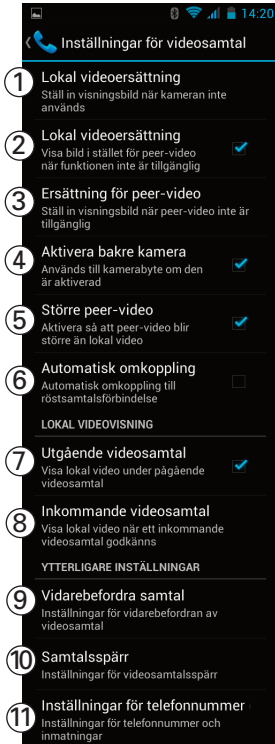 14:20
Inställningar för videosamtal
1 Lokal videoersättning
Ställ in visningsbild när kameran inte
används
2 Lokal videoersättning
Visa bild i stället för peer-video
när funktionen inte är tillgänglig
3 Ersättning för peer-video
Ställ in visningsbild när peer-video inte är
tillgänglig
4 Aktivera bakre kamera
Används till kamerabyte om den
är aktiverad
5 Större peer-video
Aktivera så att peer-video blir
större än lokal video
6 Automatisk omkoppling
Automatisk omkoppling till
röstsamtalsförbindelse
LOKAL VIDEOVISNING
7 Utgående videosamtal
Visa lokal video under pågående
videosamtal
8 Inkommande videosamtal
Visa lokal video när ett inkommande
videosamtal godkänns
YTTERLIGARE INSTÄLLNINGAR
9 Vidarebefordra samtal
Inställningar för vidarebefordran av
videosamtal
10 Samtalsspärr
Inställningar för videosamtalsspärr
11 Inställningar för telefonnummer
Inställningar för telefonnummer och
inmatningar